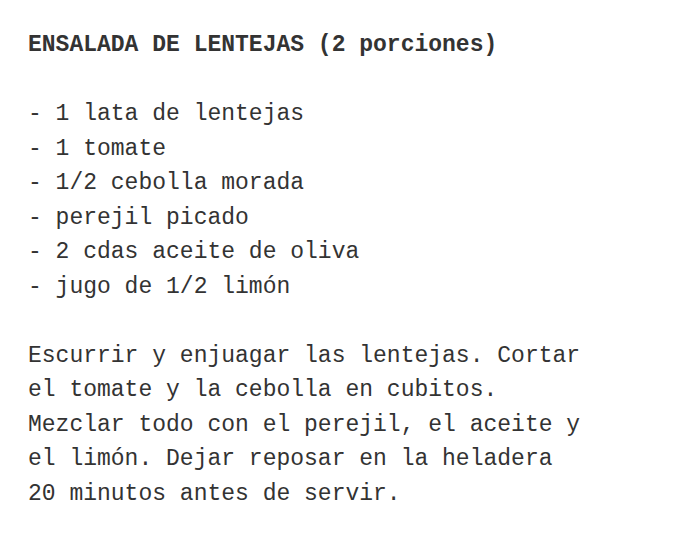 ENSALADA DE LENTEJAS (2 porciones)
- 1 lata de lentejas
- 1 tomate
- 1/2 cebolla morada
- perejil picado
- 2 cdas aceite de oliva
- jugo de 1/2 limón
Escurrir y enjuagar las lentejas. Cortar
el tomate y la cebolla en cubitos.
Mezclar todo con el perejil, el aceite y
el limón. Dejar reposar en la heladera
20 minutos antes de servir.